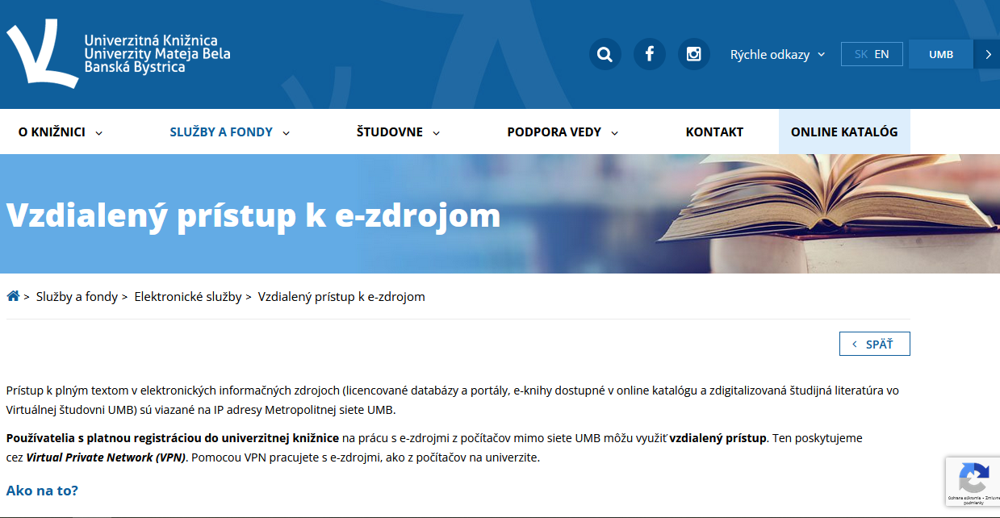 Univerzitná Knižnica
Univerzity Mateja Bela
Banská Bystrica
Rýchle odkazy
SK EN
UMB
O KNIŽNICI
SLUŽBY A FONDY
ŠTUDOVNE
PODPORA VEDY
KONTAKT
ONLINE KATALÓG
Vzdialený prístup k e-zdrojom
> Služby a fondy > Elektronické služby > Vzdialený prístup k e-zdrojom
SPÄŤ
Prístup k plným textom v elektronických informačných zdrojoch (licencované databázy a portály, e-knihy dostupné v online katalógu a zdigitalizovaná študijná literatúra vo
Virtuálnej študovni UMB) sú viazané na IP adresy Metropolitnej siete UMB.
Používatelia s platnou registráciou do univerzitnej knižnice na prácu s e-zdrojmi z počítačov mimo siete UMB môžu využiť vzdialený prístup. Ten poskytujeme
cez Virtual Private Network (VPN). Pomocou VPN pracujete s e-zdrojmi, ako z počítačov na univerzite.
Ako na to?
Ochrana súkromia - Zmluvné
podmienky